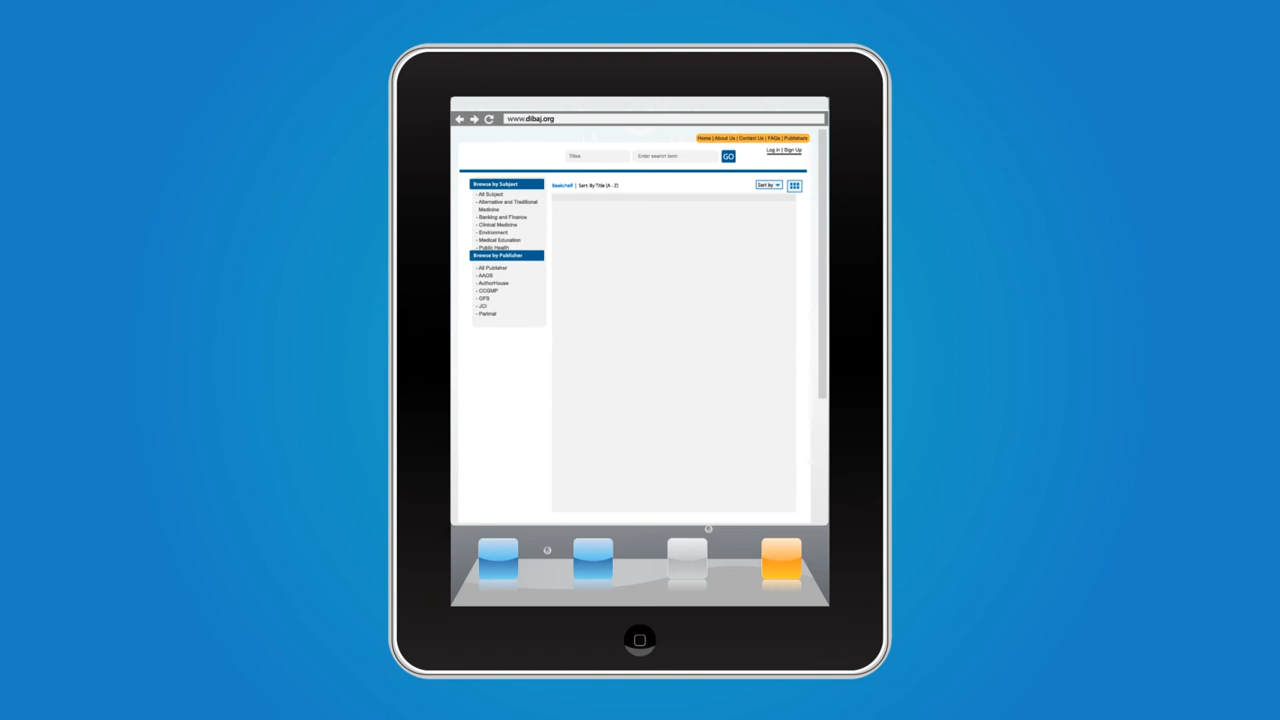 www.dibaj.org
Home | About Us | Contact Us | FAQs | Publishers
Titles
Enter search term
GO
Log in | Sign Up
Browse by Subject
- All Subject
- Alternative and Traditional
Medicine
- Banking and Finance
- Clinical Medicine
- Environment
- Medical Education
- Public Health
Browse by Publisher
- All Publisher
- AAOS
- AuthorHouse
- CCGMP
- GFS
- JCI
- Parimal
Bookshelf | Sort: By Title (A - Z)
Sort by